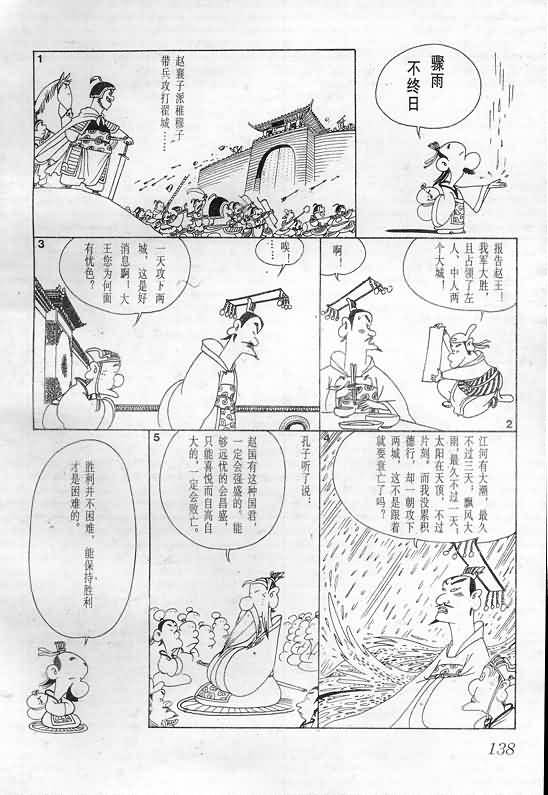 骤雨
不终日
1
赵襄子派稚穆子
带兵攻打翟城……
2
报告赵王！
我军大胜，
且占领了左
人、中人两
个大城！
啊！
3
唉！
……
一天攻下两
城，这是好
消息啊！大
王您为何面
有忧色？
4
江河有大潮，最久
不过三天；飘风大
雨，最久不过一天；
太阳在天顶，不过
片刻。而我没累积
德行，却一朝攻下
两城，这不是跟着
就要衰亡了吗？
5
孔子听了说：
赵国有这种国君，
一定会强盛的。能
够远忧的会昌盛，
只能喜悦而自高自
大的，一定会败亡。
胜利并不困难，能保持胜利
才是困难的。
138